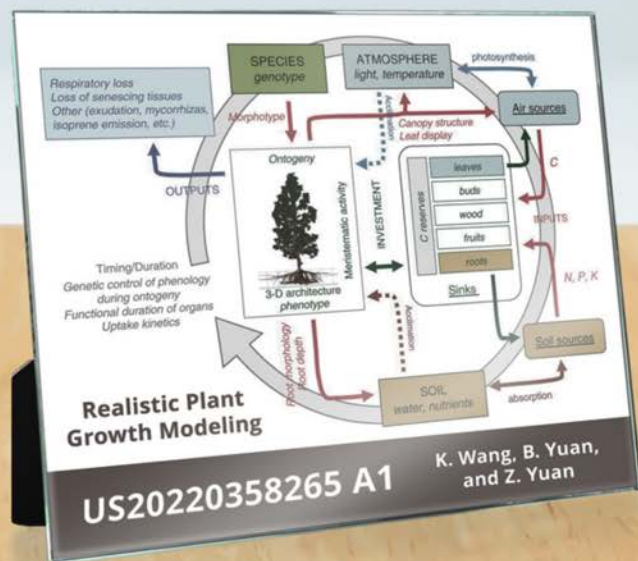 SPECIES
genotype
ATMOSPHERE
light, temperature
photosynthesis
Respiratory loss
Loss of senescing tissues
Other (exudation, mycorrhizas,
isoprene emission, etc.)
Air sources
Morphotype
Acclimation
Canopy structure
Leaf display
OUTPUTS
Ontogeny
Meristematic activity
INVESTMENT
C reserves
leaves
buds
wood
fruits
roots
Sinks
C
INPUTS
N, P, K
Timing/Duration
Genetic control of phenology
during ontogeny
Functional duration of organs
Uptake kinetics
3-D architecture
phenotype
Root morphology
Root depth
Acclimation
Soil sources
SOIL
water, nutrients
absorption
Realistic Plant
Growth Modeling
US20220358265 A1
K. Wang, B. Yuan,
and Z. Yuan